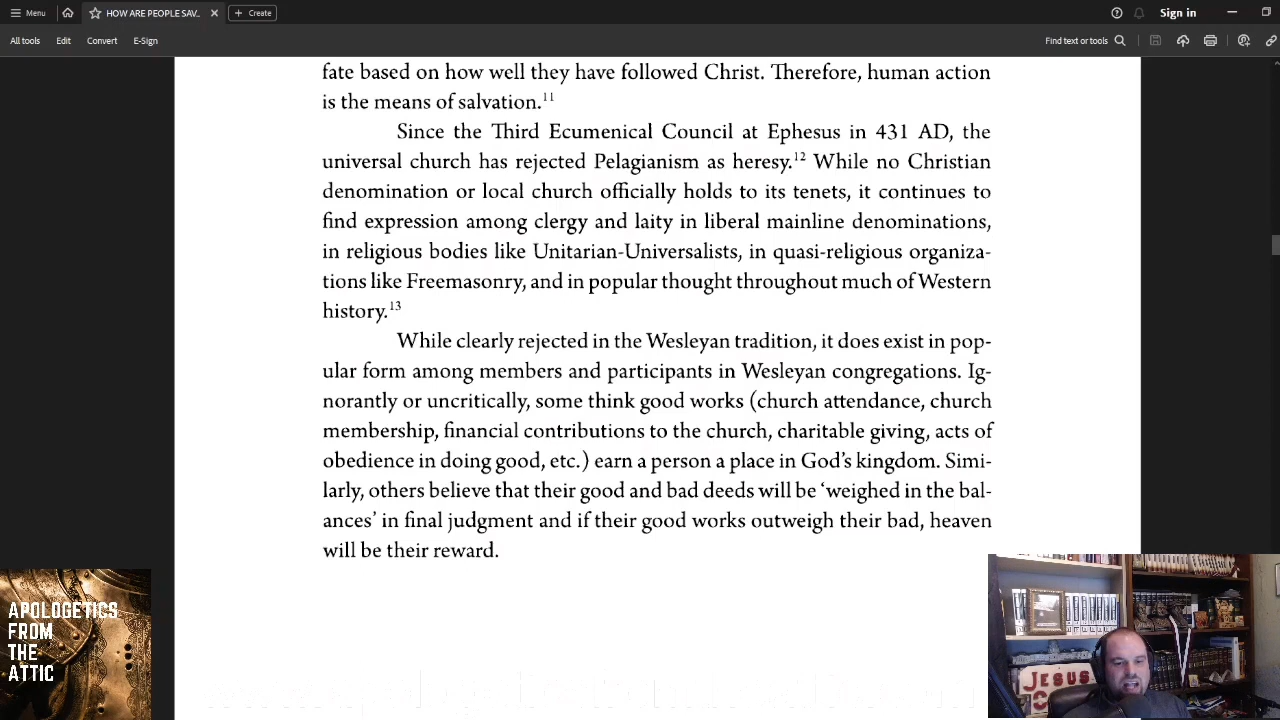 Menu
HOW ARE PEOPLE SAV..
Create
Sign in
All tools
Edit
Convert
E-Sign
Find text or tools
fate based on how well they have followed Christ. Therefore, human action
is the means of salvation.11
Since the Third Ecumenical Council at Ephesus in 431 AD, the
universal church has rejected Pelagianism as heresy.12 While no Christian
denomination or local church officially holds to its tenets, it continues to
find expression among clergy and laity in liberal mainline denominations,
in religious bodies like Unitarian-Universalists, in quasi-religious organiza-
tions like Freemasonry, and in popular thought throughout much of Western
history.13
While clearly rejected in the Wesleyan tradition, it does exist in pop-
ular form among members and participants in Wesleyan congregations. Ig-
norantly or uncritically, some think good works (church attendance, church
membership, financial contributions to the church, charitable giving, acts of
obedience in doing good, etc.) earn a person a place in God's kingdom. Simi-
larly, others believe that their good and bad deeds will be 'weighed in the bal-
ances' in final judgment and if their good works outweigh their bad, heaven
will be their reward.
APOLOGETICS
FROM
THE
ATTIC
JESUS